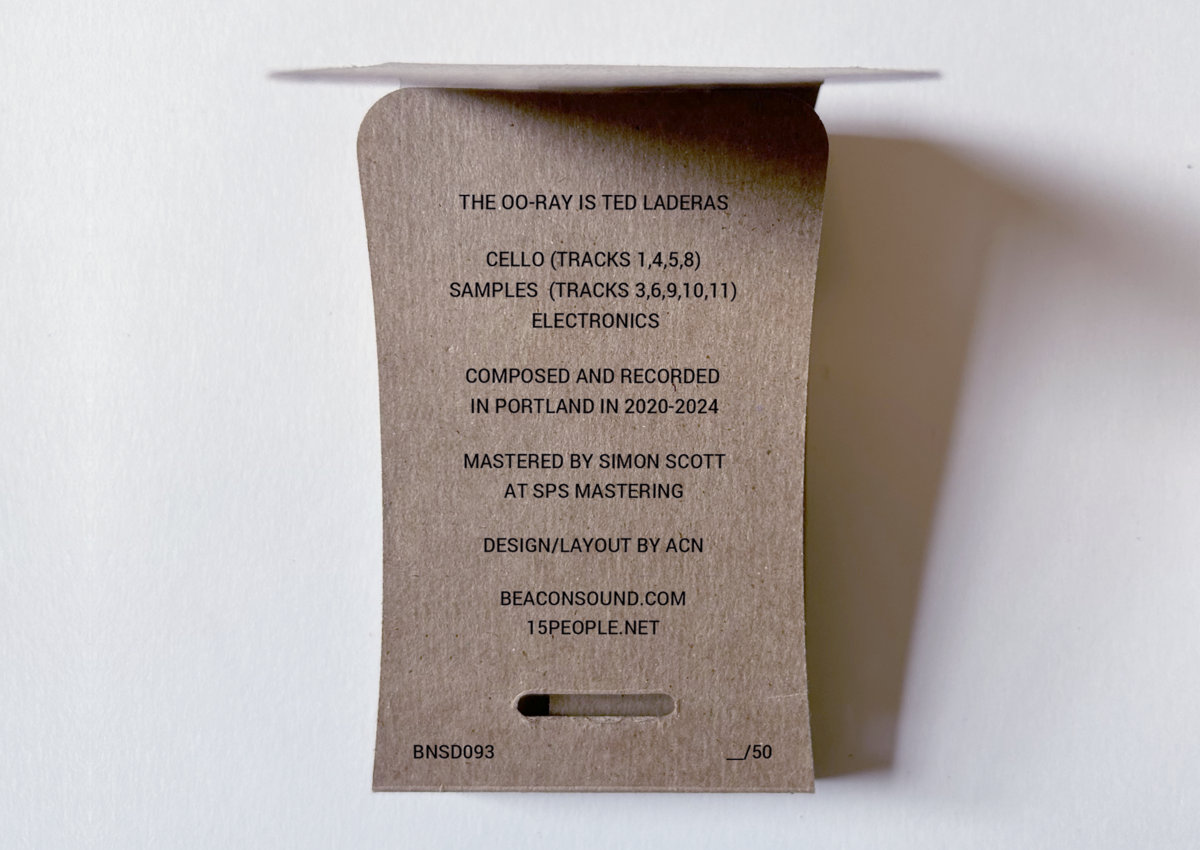 THE OO-RAY IS TED LADERAS
CELLO (TRACKS 1,4,5,8)
SAMPLES (TRACKS 3,6,9,10,11)
ELECTRONICS
COMPOSED AND RECORDED
IN PORTLAND IN 2020-2024
MASTERED BY SIMON SCOTT
AT SPS MASTERING
DESIGN/LAYOUT BY ACN
BEACONSOUND.COM
15PEOPLE.NET
BNSD093
__/50